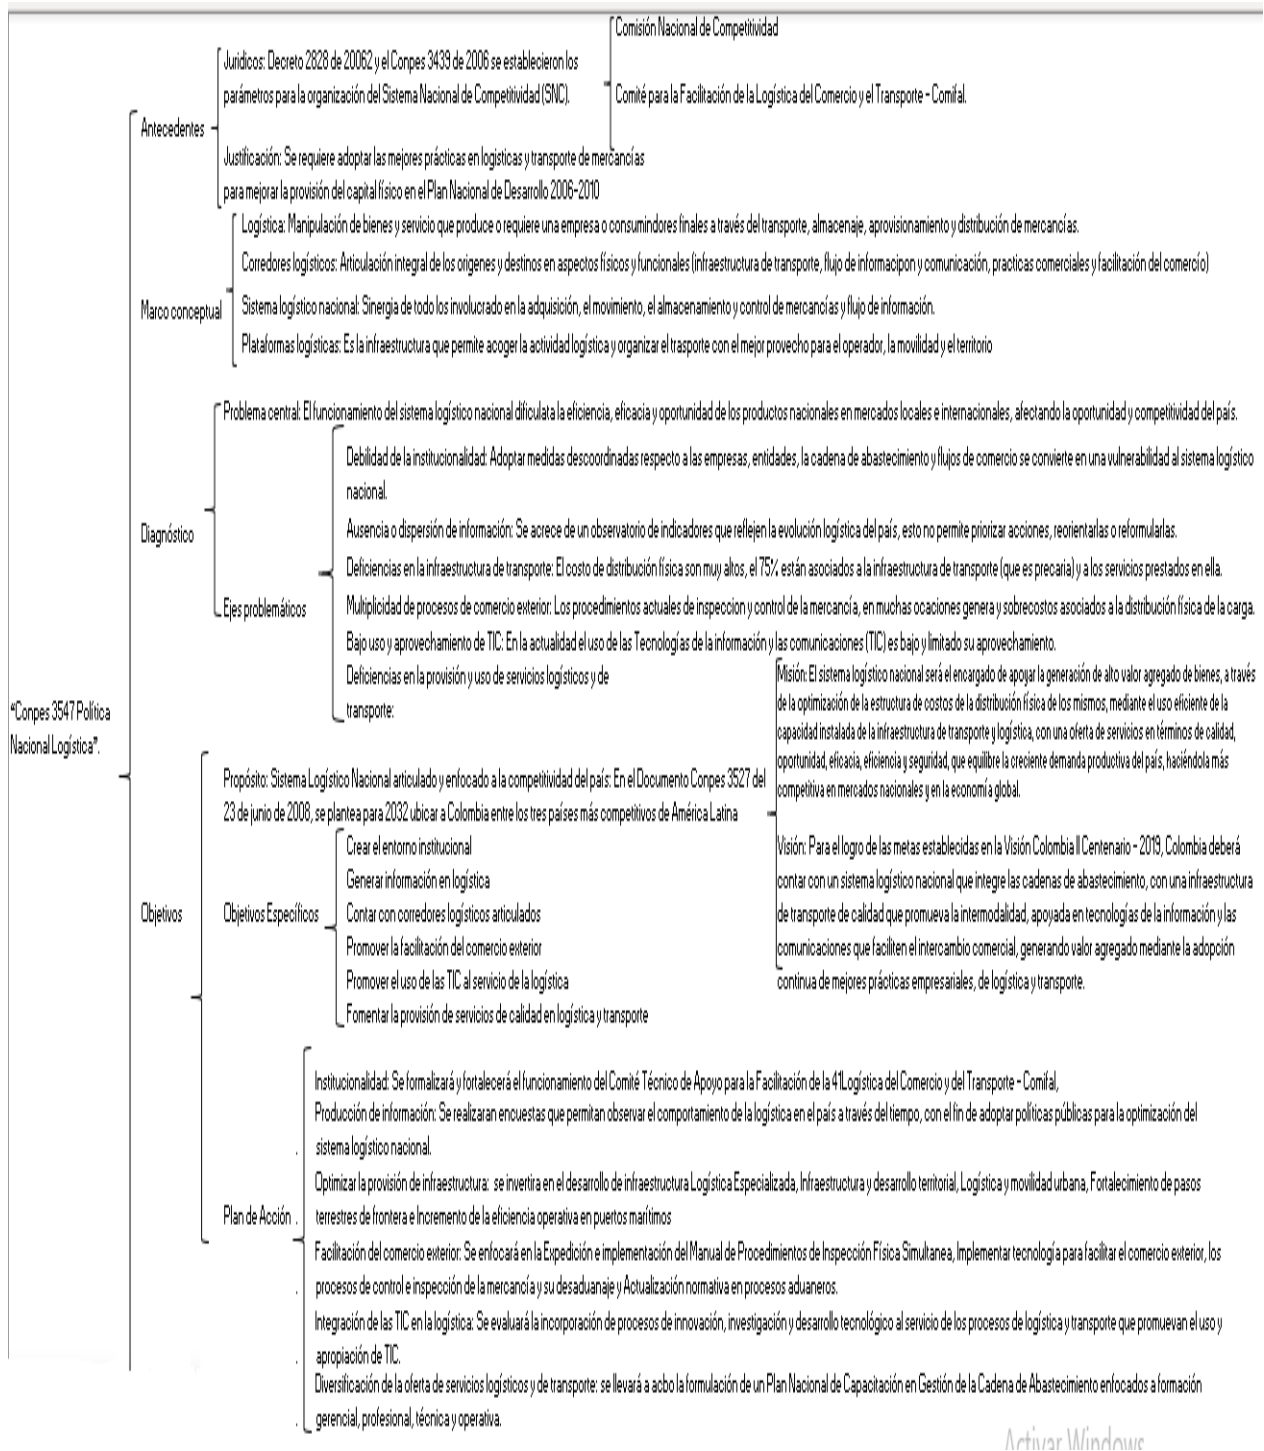 Comisión Nacional de Competitividad
Juridicos: Decreto 2828 de 20062 y el Conpes 3439 de 2006 se establecieron los
parámetros para la organización del Sistema Nacional de Competitividad (SNC).
Comité para la Facilitación de la Logística del Comercio y el Transporte - Comifal.
Antecedentes
Justificación: Se requiere adoptar las mejores prácticas en logisticas y transporte de mercancías
para mejorar la provisión del capital físico en el Plan Nacional de Desarrollo 2006-2010
Logística: Manipulación de bienes y servicio que produce o requiere una empresa o consumindores finales a través del transporte, almacenaje, aprovisionamiento y distribución de mercancías.
Corredores logísticos: Articulación integral de los origenes y destinos en aspectos físicos y funcionales (infraestructura de transporte, flujo de informacipon y comunicación, practicas comerciales y facilitación del comercío)
Marco conceptual
Sistema logístico nacional: Sinergia de todo los involucrado en la adquisición, el movimiento, el almacenamiento y control de mercancías y flujo de información.
Plataformas logísticas: Es la infraestructura que permite acoger la actividad logística y organizar el trasporte con el mejor provecho para el operador, la movilidad y el territorio
Problema central: El funcionamiento del sistema logístico nacional dificulata la eficiencia, eficacia y oportunidad de los productos nacionales en mercados locales e internacionales, afectando la oportunidad y competitividad del país.
Debilidad de la institucionalidad: Adoptar medidas descoordinadas respecto a las empresas, entidades, la cadena de abastecimiento y flujos de comercio se convierte en una vulnerabilidad al sistema logístico
nacional.
Diagnóstico
Ausencia o dispersión de información: Se acrece de un observatorio de indicadores que reflejen la evolución logística del país, esto no permite priorizar acciones, reorientarlas o reformularlas.
Deficiencias en la infraestructura de transporte: El costo de distribución física son muy altos, el 75% están asociados a la infraestructura de transporte (que es precaria) y a los servicios prestados en ella.
Ejes problemáticos
Multiplicidad de procesos de comercio exterior: Los procedimientos actuales de inspeccion y control de la mercancía, en muchas ocaciones genera y sobrecostos asociados a la distribución física de la carga.
Bajo uso y aprovechamiento de TIC: En la actualidad el uso de las Tecnologías de la información y las comunicaciones (TIC) es bajo y limitado su aprovechamiento.
Deficiencias en la provisión y uso de servicios logísticos y de
transporte:
"Conpes 3547 Política
Nacional Logística".
Misión: El sistema logístico nacional será el encargado de apoyar la generación de alto valor agregado de bienes, a través
de la optimización de la estructura de costos de la distribución física de los mismos, mediante el uso eficiente de la
capacidad instalada de la infraestructura de transporte y logística, con una oferta de servicios en términos de calidad,
oportunidad, eficacia, eficiencia y seguridad, que equilibre la creciente demanda productiva del país, haciéndola más
competitiva en mercados nacionales y en la economía global.
Propósito: Sistema Logístico Nacional articulado y enfocado a la competitividad del país: En el Documento Conpes 3527 del
23 de junio de 2008, se plantea para 2032 ubicar a Colombia entre los tres países más competitivos de América Latina
Visión: Para el logro de las metas establecidas en la Visión Colombia II Centenario - 2019, Colombia deberá
contar con un sistema logístico nacional que integre las cadenas de abastecimiento, con una infraestructura
de transporte de calidad que promueva la intermodalidad, apoyada en tecnologías de la información y las
comunicaciones que faciliten el intercambio comercial, generando valor agregado mediante la adopción
continua de mejores prácticas empresariales, de logística y transporte.
Objetivos
Objetivos Específicos
Crear el entorno institucional
Generar información en logística
Contar con corredores logísticos articulados
Promover la facilitación del comercio exterior
Promover el uso de las TIC al servicio de la logística
Fomentar la provisión de servicios de calidad en logística y transporte
Plan de Acción
Institucionalidad: Se formalizará y fortalecerá el funcionamiento del Comité Técnico de Apoyo para la Facilitación de la 41Logística del Comercio y del Transporte - Comifal,
Producción de información: Se realizaran encuestas que permitan observar el comportamiento de la logística en el país a través del tiempo, con el fin de adoptar políticas públicas para la optimización del
sistema logístico nacional.
Optimizar la provisión de infraestructura: se invertira en el desarrollo de infraestructura Logística Especializada, Infraestructura y desarrollo territorial, Logística y movilidad urbana, Fortalecimiento de pasos
terrestres de frontera e Incremento de la eficiencia operativa en puertos marítimos
Facilitación del comercio exterior: Se enfocará en la Expedición e implementación del Manual de Procedimientos de Inspección Física Simultanea, Implementar tecnología para facilitar el comercio exterior, los
procesos de control e inspección de la mercancía y su desaduanaje y Actualización normativa en procesos aduaneros.
Integración de las TIC en la logística: Se evaluará la incorporación de procesos de innovación, investigación y desarrollo tecnológico al servicio de los procesos de logística y transporte que promuevan el uso y
apropiación de TIC.
Diversificación de la oferta de servicios logísticos y de transporte: se llevará a acbo la formulación de un Plan Nacional de Capacitación en Gestión de la Cadena de Abastecimiento enfocados a formación
gerencial, profesional, técnica y operativa.
Activar Windows